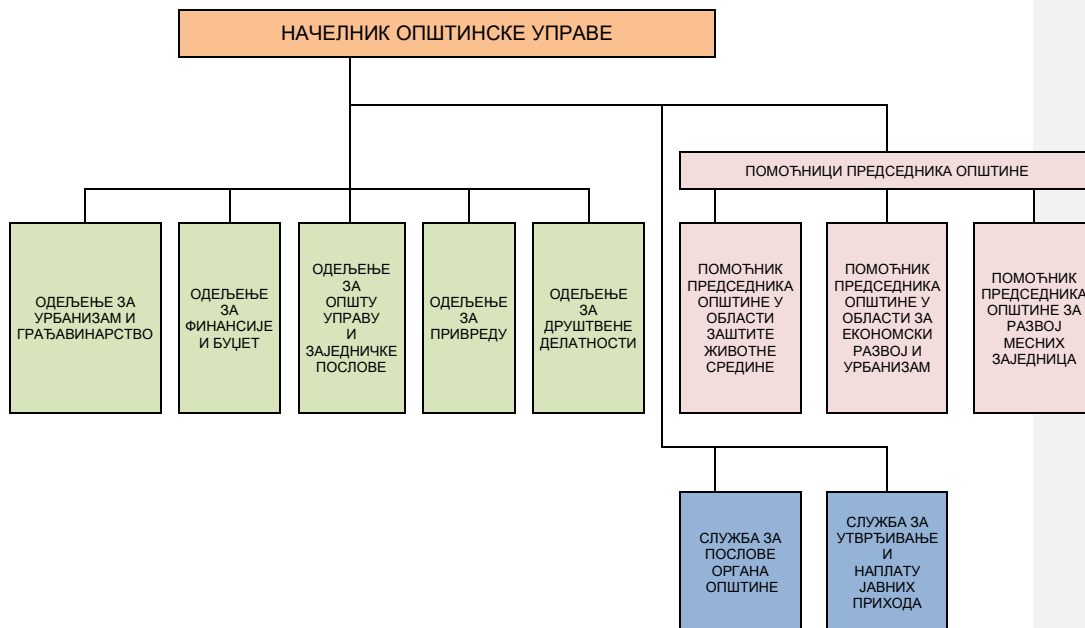 НАЧЕЛНИК ОПШТИНСКЕ УПРАВЕ
ПОМОЋНИЦИ ПРЕДСЕДНИКА ОПШТИНЕ
ОДЕЉЕЊЕ ЗА
УРБАНИЗАМ И
ГРАЂАВИНАРСТВО
ОДЕЉЕЊЕ
ЗА
ФИНАНСИЈЕ
И БУЏЕТ
ОДЕЉЕЊЕ
ЗА
ОПШТУ
УПРАВУ
И
ЗАЈЕДНИЧКЕ
ПОСЛОВЕ
ОДЕЉЕЊЕ
ЗА
ПРИВРЕДУ
ОДЕЉЕЊЕ
ЗА
ДРУШТВЕНЕ
ДЕЛАТНОСТИ
ПОМОЋНИК
ПРЕДСЕДНИКА
ОПШТИНЕ У
ОБЛАСТИ
ЗАШТИТЕ
ЖИВОТНЕ
СРЕДИНЕ
ПОМОЋНИК
ПРЕДСЕДНИКА
ОПШТИНЕ У
ОБЛАСТИ ЗА
ЕКОНОМСКИ
РАЗВОЈ И
УРБАНИЗАМ
ПОМОЋНИК
ПРЕДСЕДНИКА
ОПШТИНЕ ЗА
РАЗВОЈ
МЕСНИХ
ЗАЈЕДНИЦА
СЛУЖБА ЗА
ПОСЛОВЕ
ОРГАНА
ОПШТИНЕ
СЛУЖБА ЗА
УТВРЂИВАЊЕ
И
НАПЛАТУ
ЈАВНИХ
ПРИХОДА